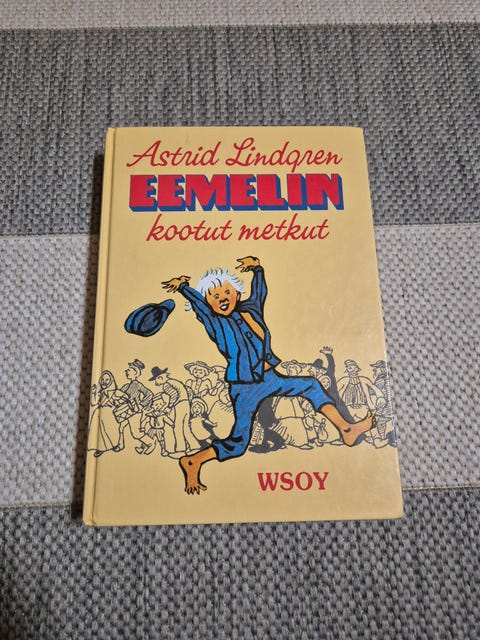 Astrid Lindgren
EEMELIN
kootut metkut
WSOY